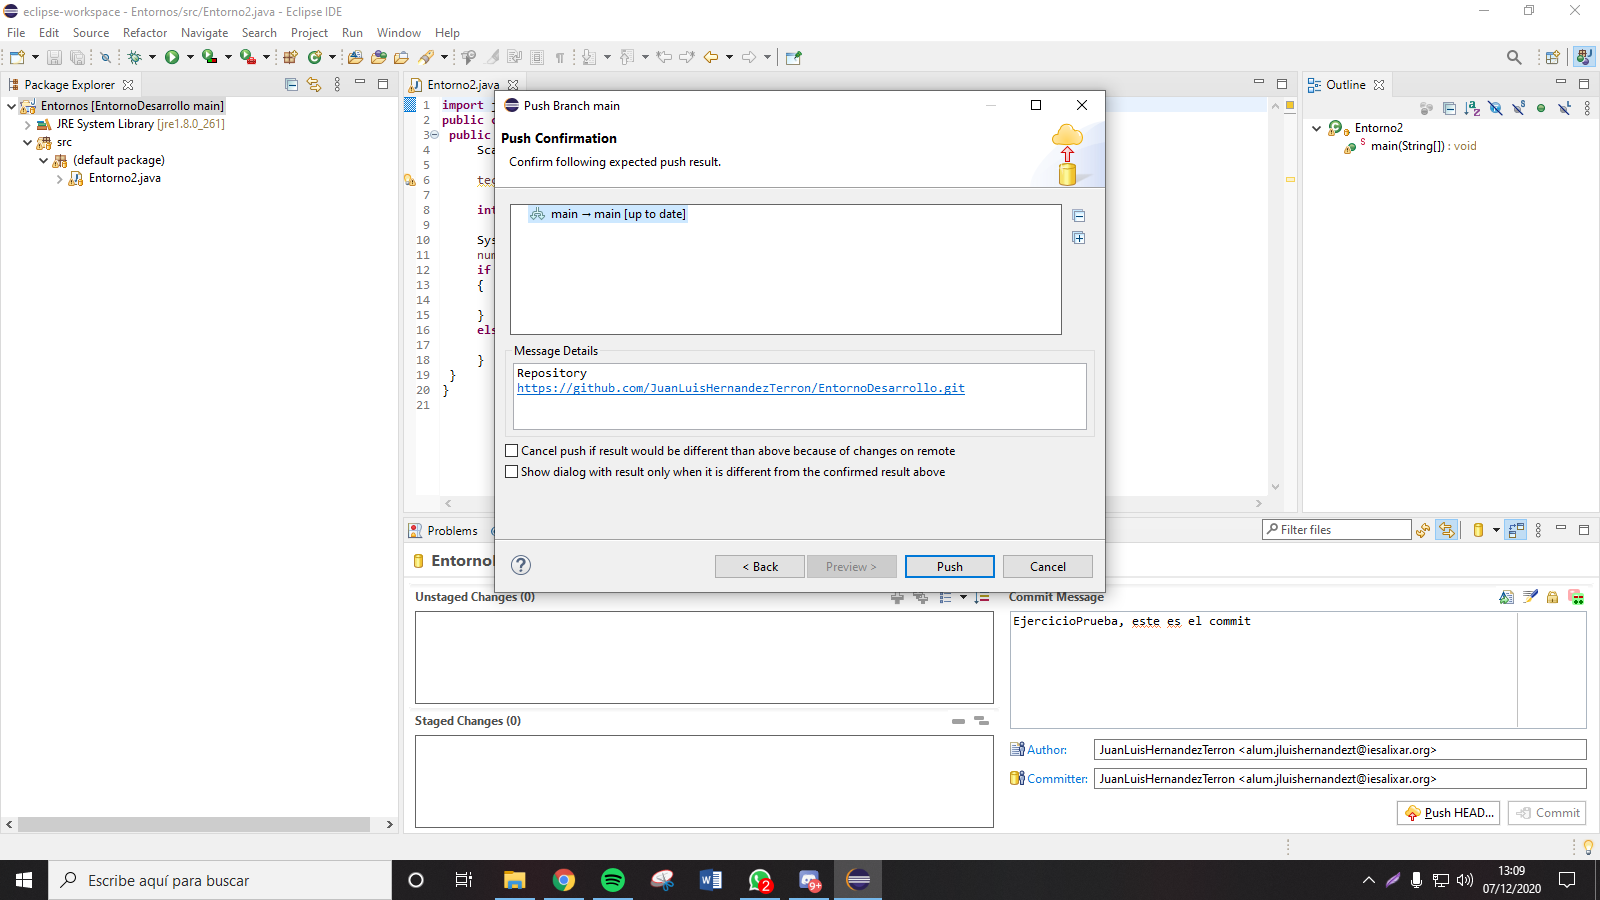 eclipse-workspace - Entornos/src/Entorno2.java - Eclipse IDE
File Edit Source Refactor Navigate Search Project Run Window Help
Package Explorer
Entornos [EntornoDesarrollo main]
JRE System Library [jre1.8.0_261]
src
(default package)
Entorno2.java
Entorno2.java
1 import
2 public
3 public
4 Sca
5
6 tec
7
8 int
9
10 Sys
11 num
12 if
13 {
14
15 }
16 els
17
18 }
19 }
20 }
21
Push Branch main
Push Confirmation
Confirm following expected push result.
main → main [up to date]
Message Details
Repository
https://github.com/JuanLuisHernandezTerron/EntornoDesarrollo.git
Cancel push if result would be different than above because of changes on remote
Show dialog with result only when it is different from the confirmed result above
< Back Preview > Push Cancel
Outline
Entorno2
main(String[]) : void
Problems
Filter files
Unstaged Changes (0)
Staged Changes (0)
Commit Message
EjercicioPrueba, este es el commit
Author: JuanLuisHernandezTerron <alum.jluishernandezt@iesalixar.org>
Committer: JuanLuisHernandezTerron <alum.jluishernandezt@iesalixar.org>
Push HEAD... Commit
Escribe aquí para buscar
2
9+
13:09
07/12/2020